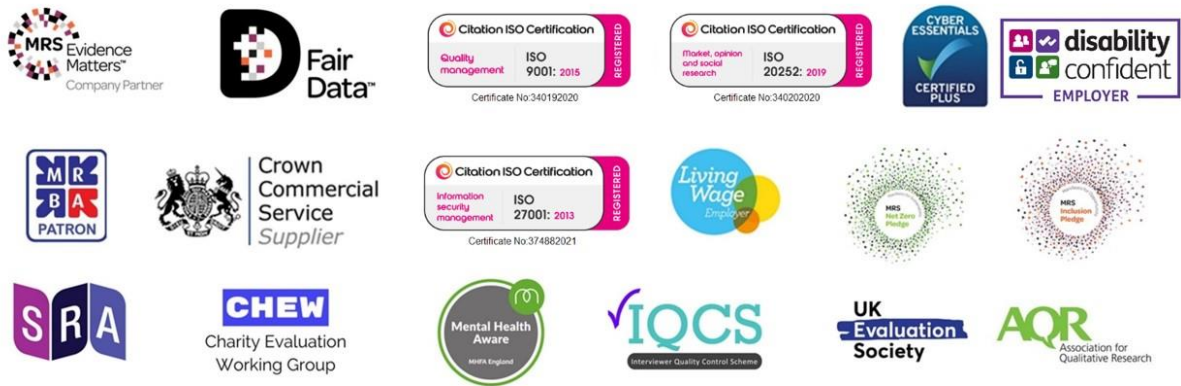 MRS Evidence
Matters™
Company Partner
Fair
Data™
Citation ISO Certification
Quality
management
ISO
9001: 2015
REGISTERED
Certificate No:340192020
Citation ISO Certification
Market, opinion
and social
research
ISO
20252: 2019
REGISTERED
Certificate No:340202020
CYBER
ESSENTIALS
CERTIFIED
PLUS
disability
confident
EMPLOYER
MR
BA
PATRON
Crown
Commercial
Service
Supplier
Citation ISO Certification
Information
security
management
ISO
27001: 2013
REGISTERED
Certificate No:374882021
Living
Wage
Employer
MRS
Net Zero
Pledge
MRS
Inclusion
Pledge
SRA
CHEW
Charity Evaluation
Working Group
Mental Health
Aware
MHFA England
IQCS
Interviewer Quality Control Scheme
UK
Evaluation
Society
AQR
Association for
Qualitative Research